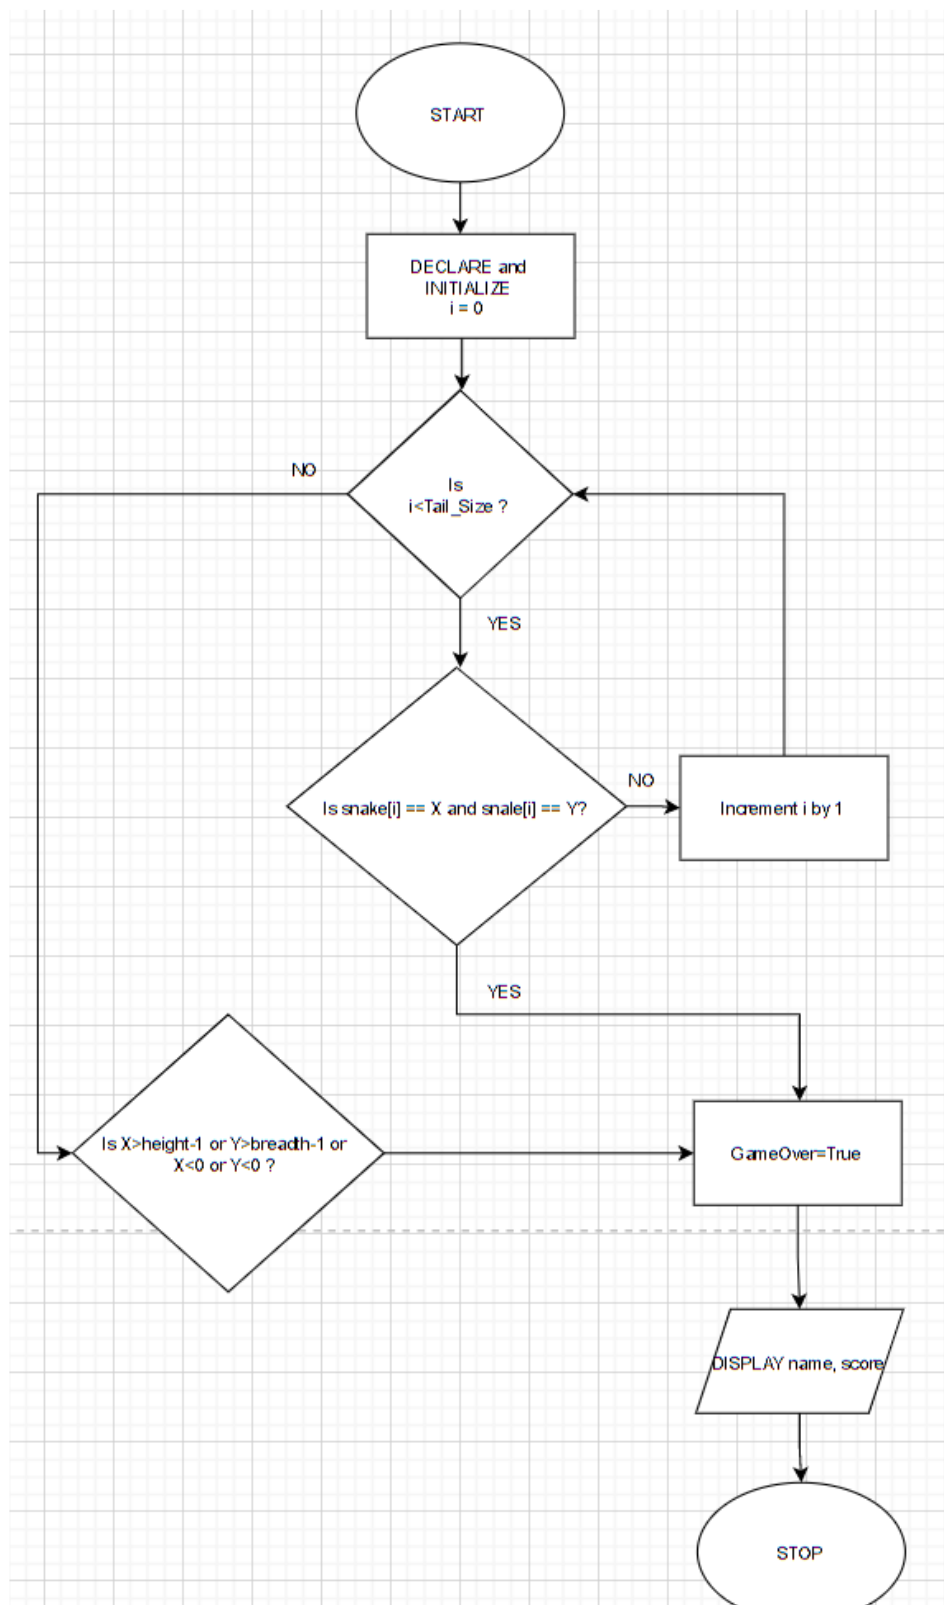 START
DECLARE and
INITIALIZE
i = 0
NO
Is
i<Tail_Size ?
YES
NO
Is snake[i] == X and snale[i] == Y?
Increment i by 1
YES
Is X>height-1 or Y>breadth-1 or
X<0 or Y<0 ?
GameOver=True
DISPLAY name, score
STOP